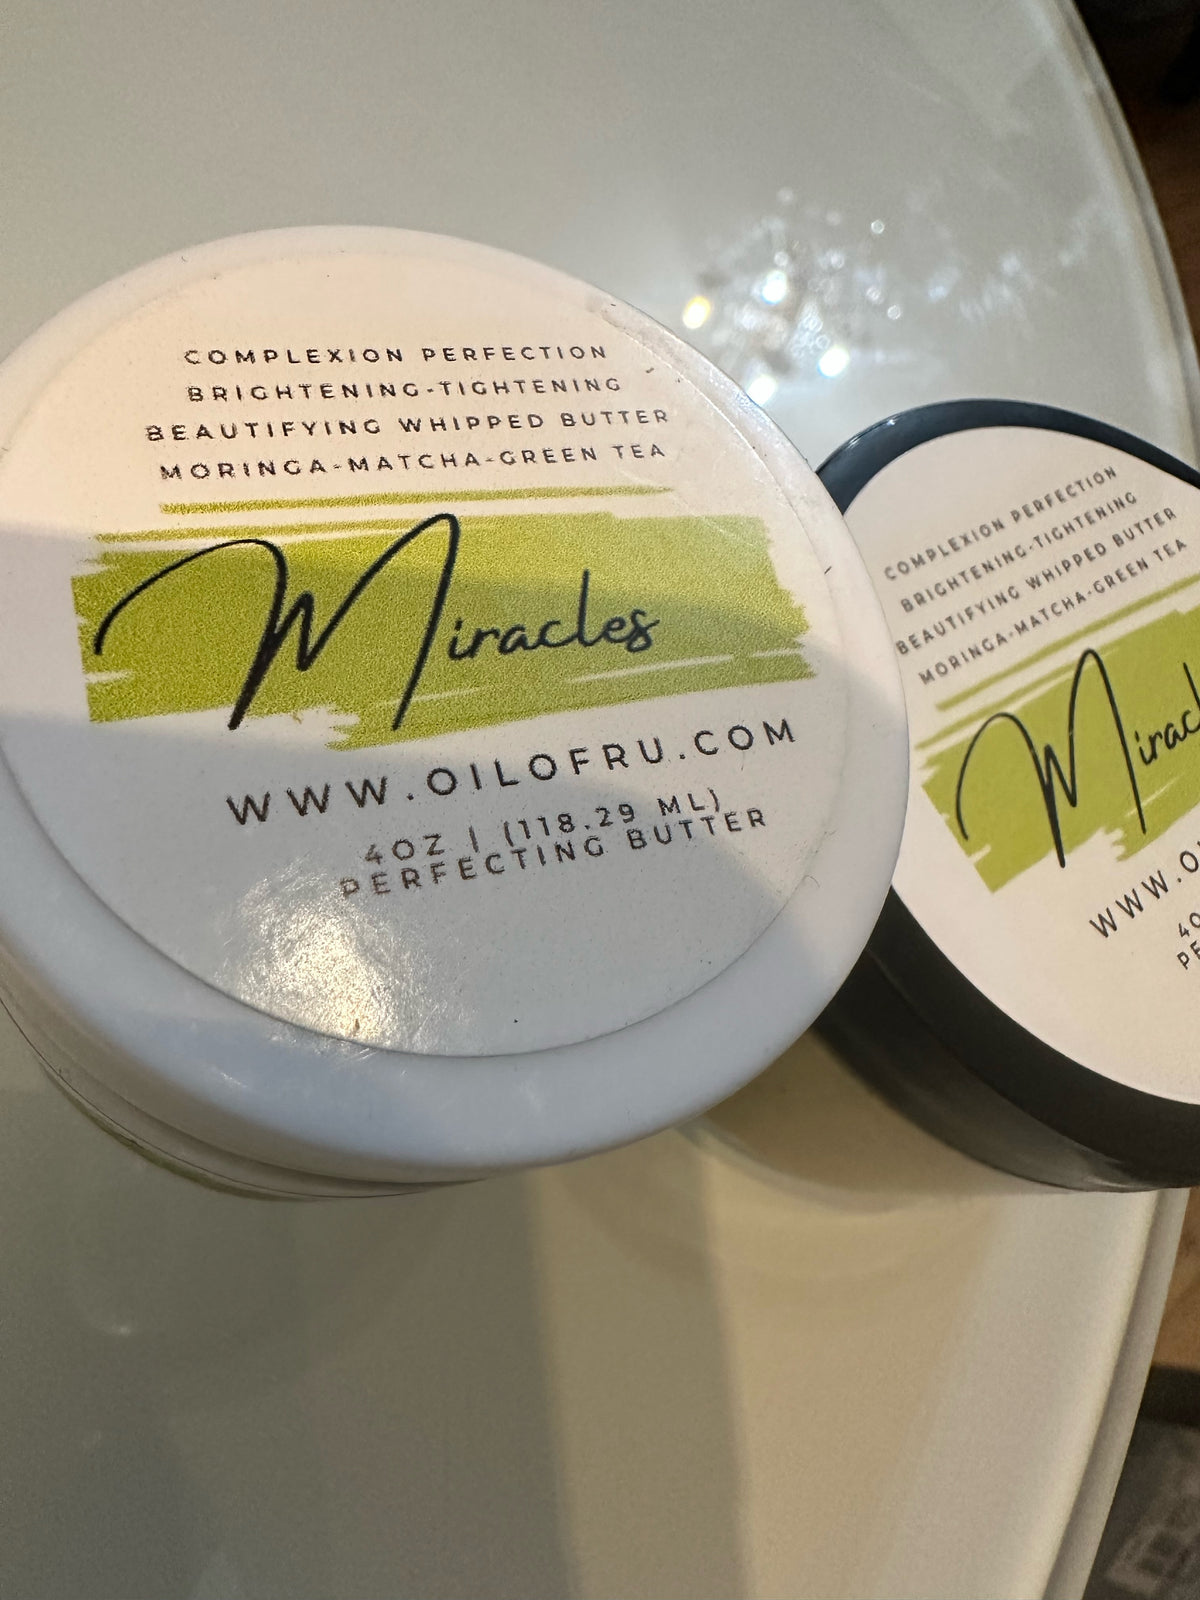 COMPLEXION PERFECTION
BRIGHTENING-TIGHTENING
BEAUTIFYING WHIPPED BUTTER
MORINGA-MATCHA-GREEN TEA
Miracles
WWW.OILOFRU.COM
4OZ | (118.29 ML)
PERFECTING BUTTER
COMPLEXION PERFECTION
BRIGHTENING-TIGHTENING
BEAUTIFYING WHIPPED BUTTER
MORINGA-MATCHA-GREEN TEA